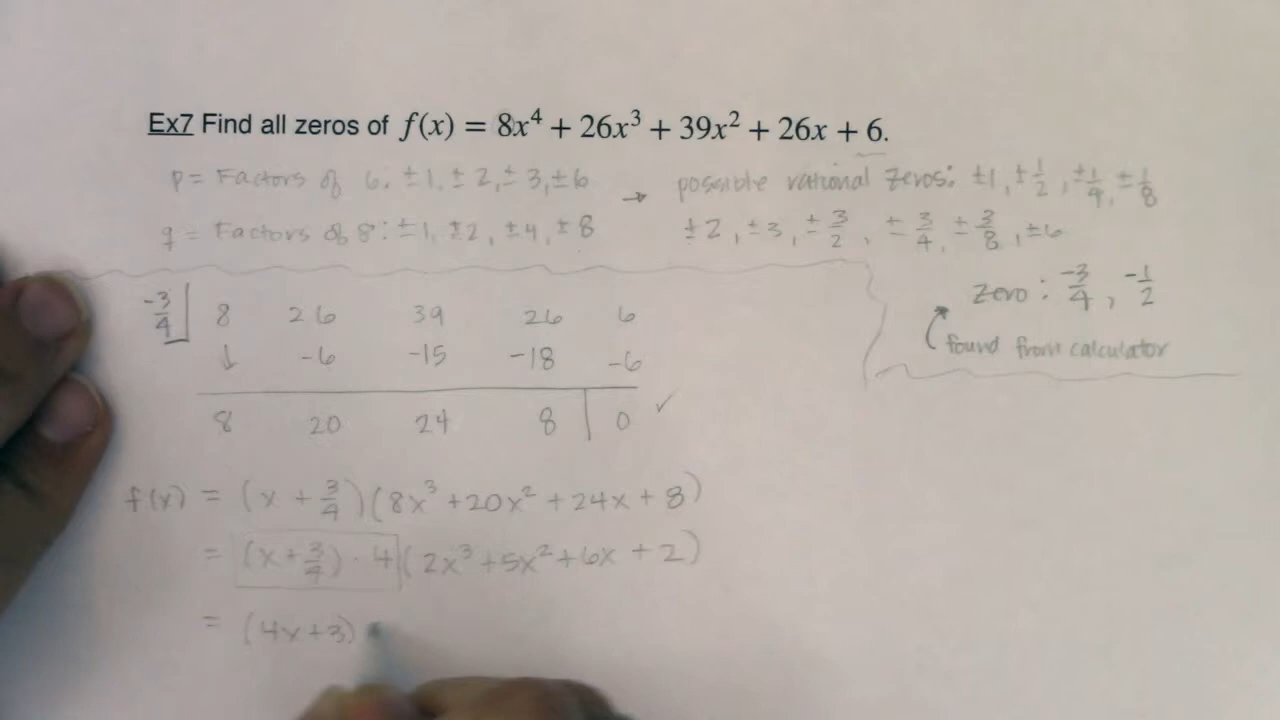 Ex7 Find all zeros of f(x) = 8x⁴ + 26x³ + 39x² + 26x + 6.
p = Factors of 6: ±1, ±2, ±3, ±6
q = Factors of 8: ±1, ±2, ±4, ±8
→ possible rational zeros: ±1, ±1/2, ±1/4, ±1/8
±2, ±3, ±3/2, ±3/4, ±3/8, ±6
zero: -3/4, -1/2
found from calculator
-3/4 | 8 26 39 26 6
↓ -6 -15 -18 -6
8 20 24 8 | 0 ✓
f(x) = (x + 3/4)(8x³ + 20x² + 24x + 8)
= (x + 3/4) · 4(2x³ + 5x² + 6x + 2)
= (4x+3)